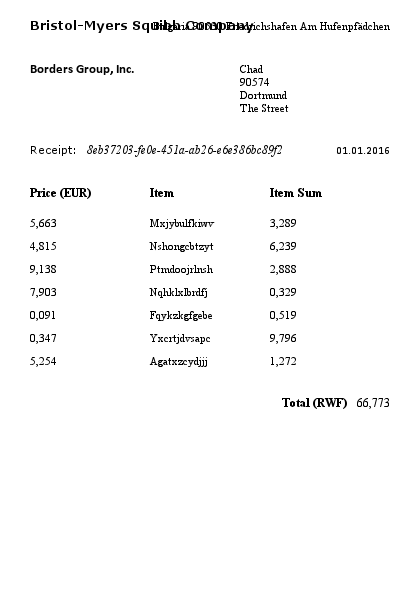 Bristol-Myers Squibb Company
Bulgaria Friedrichshafen Am Hufenpfädchen
Borders Group, Inc.
Chad
90574
Dortmund
The Street
Receipt: 8eb37203-fe0e-451a-ab26-e6e386bc89f2 01.01.2016
Price (EUR) Item Item Sum
5,663 Mxjybulfkiwv 3,289
4,815 Nshongcbtzyt 6,239
9,138 Ptmdoojrlnsh 2,888
7,903 Nqhklxlbrdfj 0,329
0,091 Fqykzkgfgebe 0,519
0,347 Yxcrtjdvsapc 9,796
5,254 Agatxzcydjjj 1,272
Total (RWF) 66,773